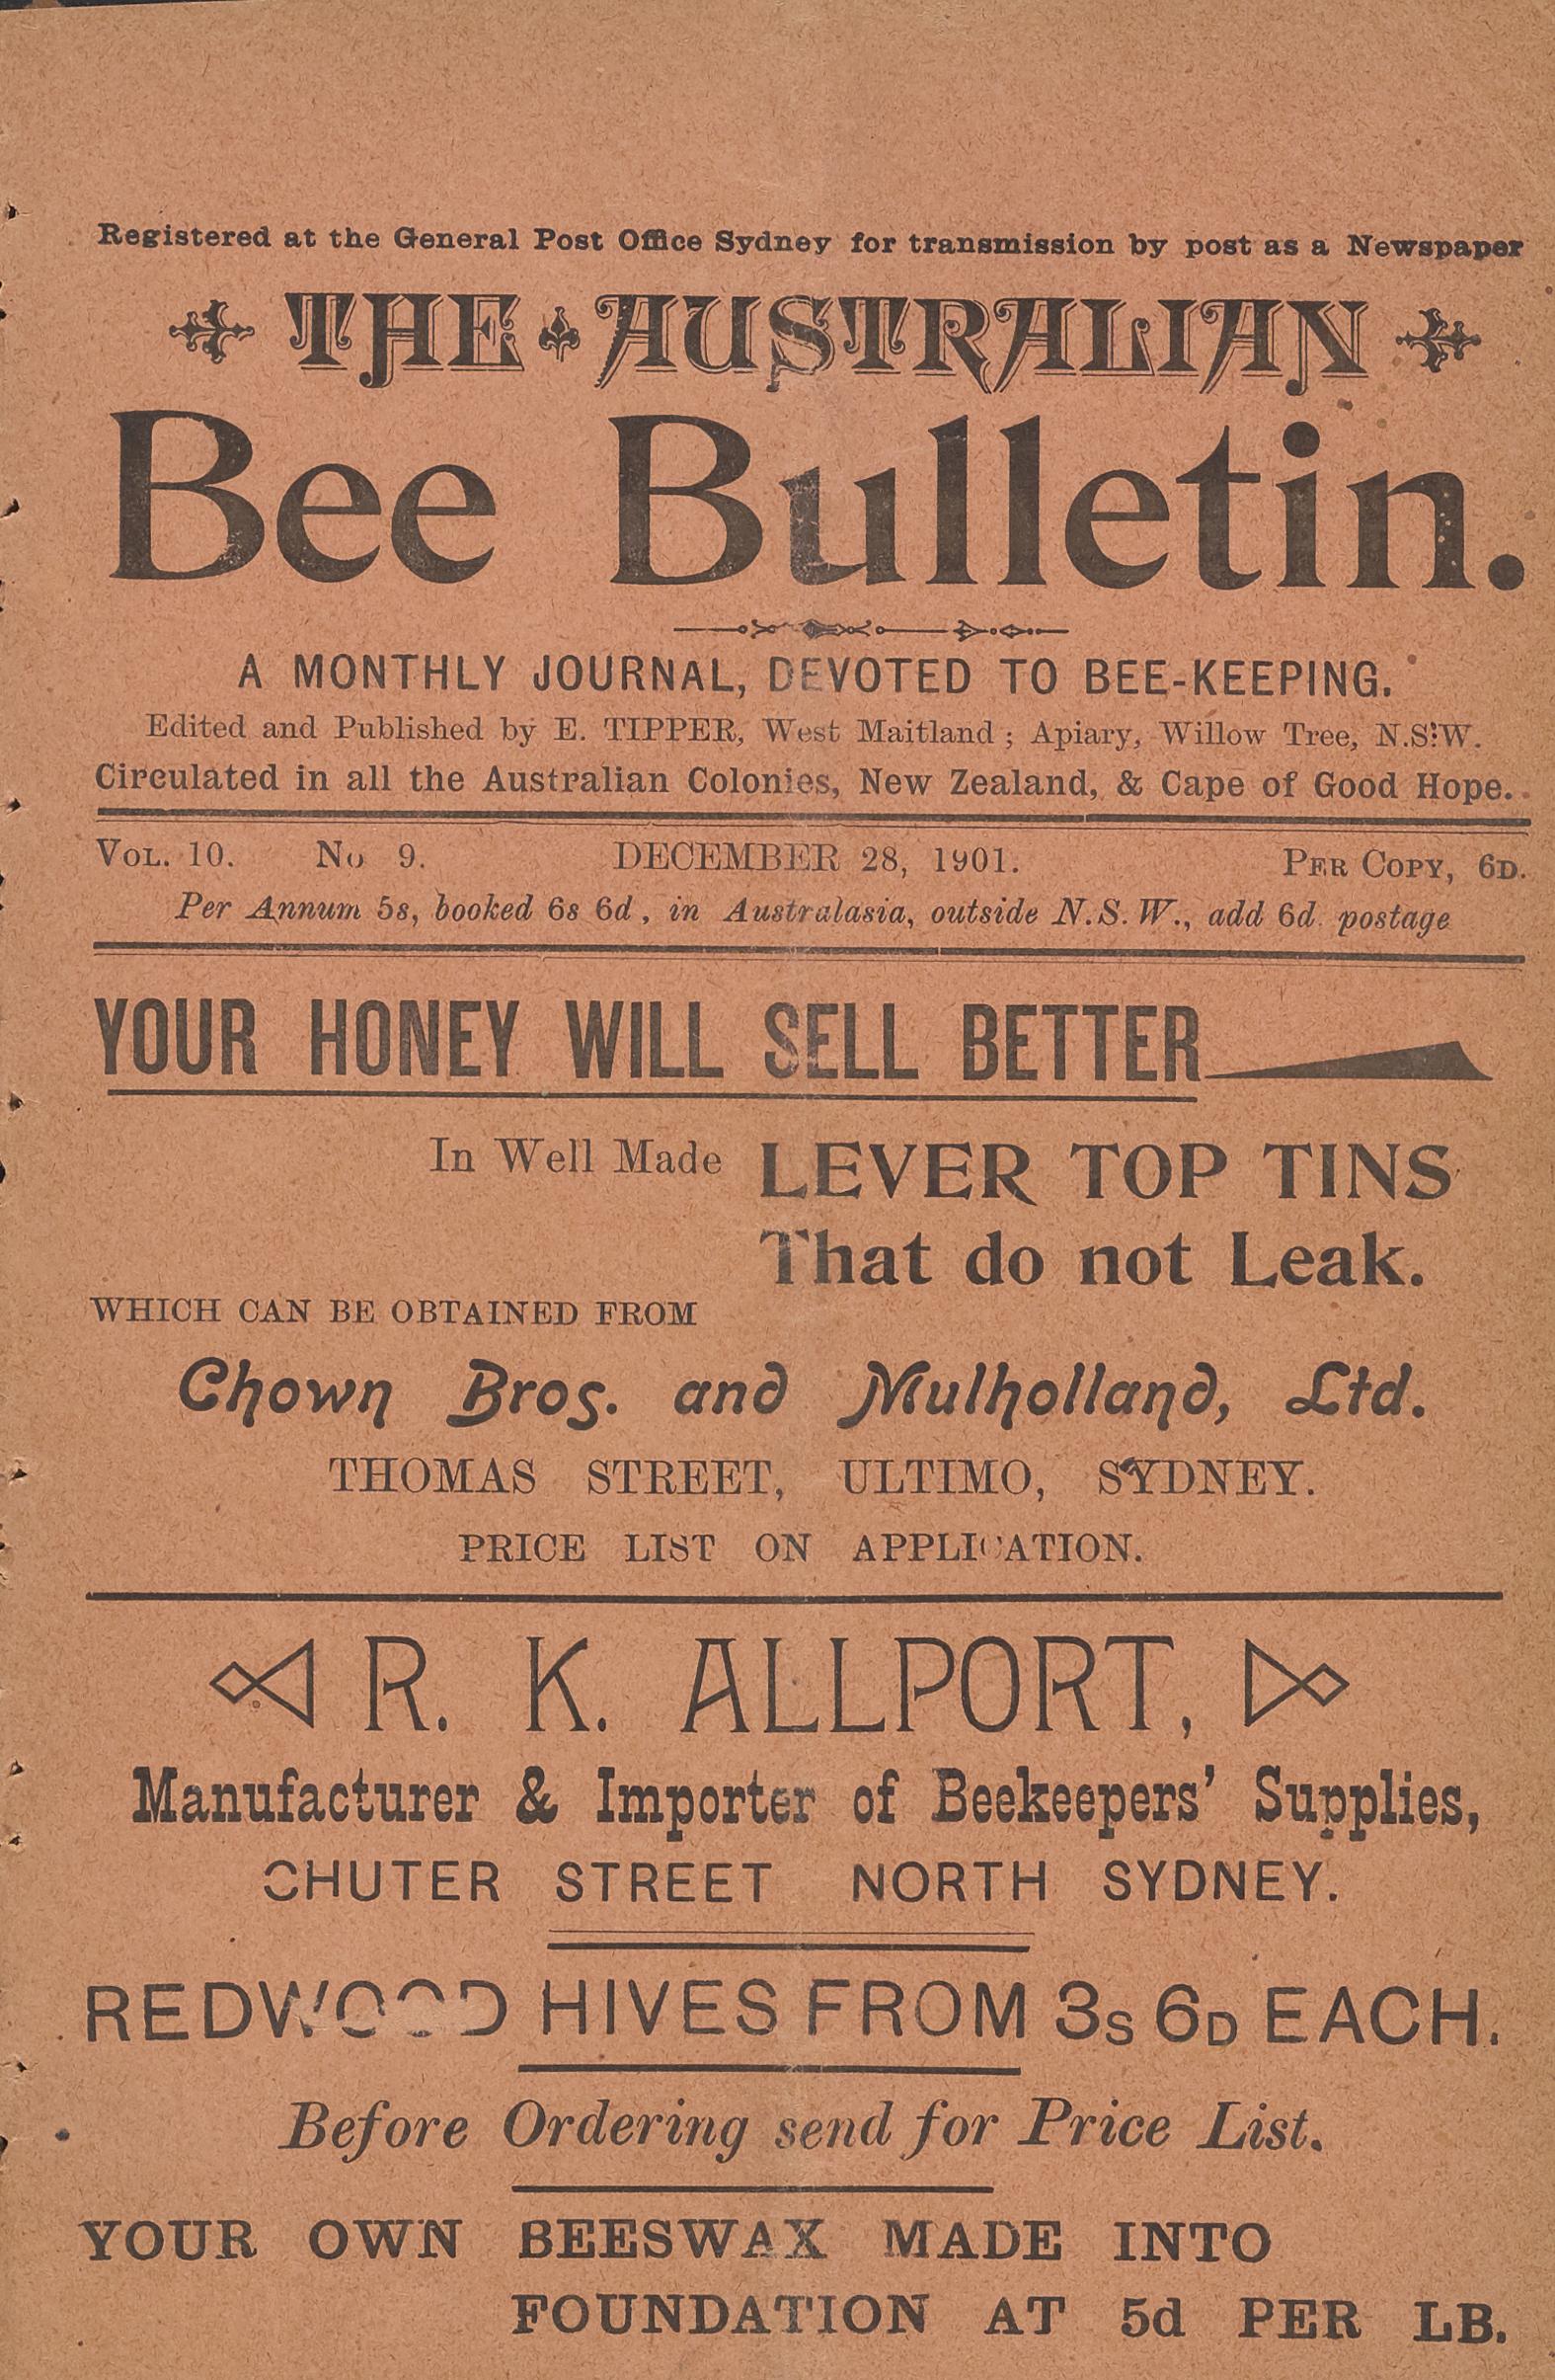 Registered at the General Post Office Sydney for transmission by post as a Newspaper
THE AUSTRALIAN
Bee Bulletin.
A MONTHLY JOURNAL, DEVOTED TO BEE-KEEPING.
Edited and Published by E. TIPPER, West Maitland; Apiary, Willow Tree, N.S.W.
Circulated in all the Australian Colonies, New Zealand, & Cape of Good Hope.
VOL. 10. No 9. DECEMBER 28, 1901. PER COPY, 6D.
Per Annum 5s, booked 6s 6d, in Australasia, outside N.S.W., add 6d. postage
YOUR HONEY WILL SELL BETTER
In Well Made LEVER TOP TINS
That do not Leak.
WHICH CAN BE OBTAINED FROM
Chown Bros. and Mulholland, Ltd.
THOMAS STREET, ULTIMO, SYDNEY.
PRICE LIST ON APPLICATION.
R. K. ALLPORT,
Manufacturer & Importer of Beekeepers' Supplies,
CHUTER STREET NORTH SYDNEY.
REDWOOD HIVES FROM 3s 6D EACH.
Before Ordering send for Price List.
YOUR OWN BEESWAX MADE INTO
FOUNDATION AT 5d PER LB.